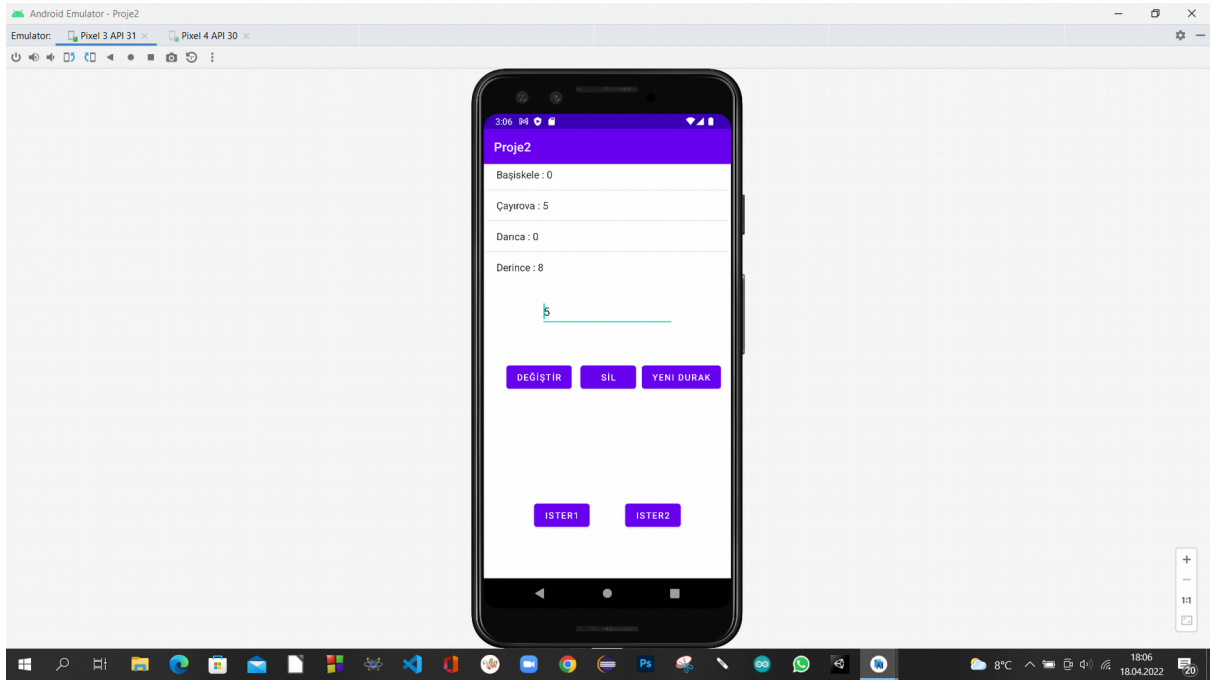 Android Emulator - Proje2
Emulator: Pixel 3 API 31 Pixel 4 API 30
3:06
Proje2
Başiskele : 0
Çayırova : 5
Darıca : 0
Derince : 8
5
DEĞİŞTİR SİL YENI DURAK
ISTER1 ISTER2
1:1
Ps
8°C
18:06
18.04.2022
20